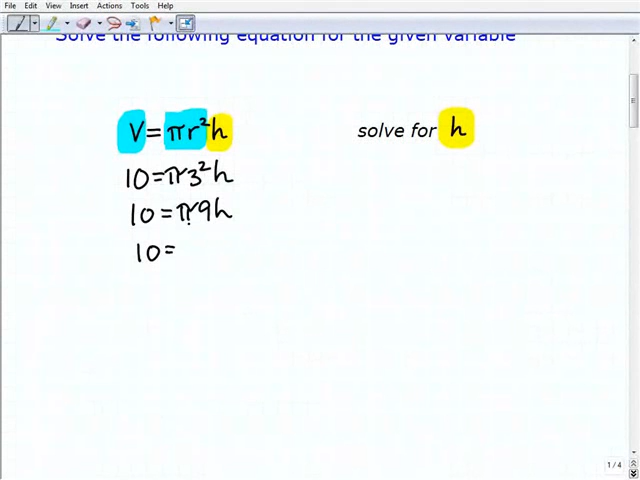 File Edit View Insert Actions Tools Help
Solve the following equation for the given variable
V = πr²h
solve for h
10 = π3²h
10 = π9h
10 =
1 / 4